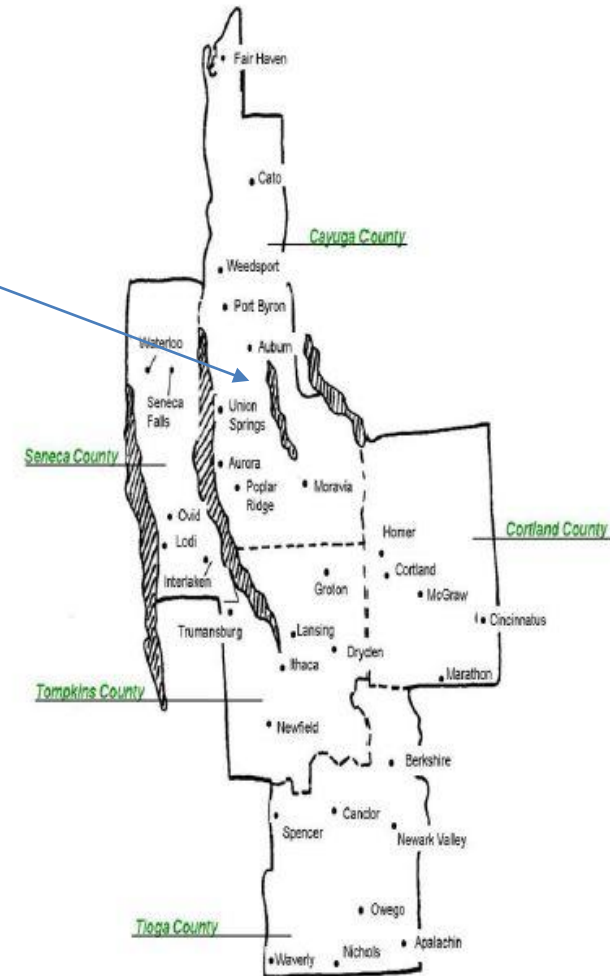 Fair Haven
Cato
Cayuga County
Weedsport
Port Byron
Auburn
Waterloo
Seneca
Falls
Union
Springs
Seneca County
Aurora
Poplar
Ridge
Moravia
Ovid
Lodi
Interlaken
Homer
Cortland County
Cortland
McGraw
Cincinnatus
Groton
Trumansburg
Lansing
Dryden
Ithaca
Marathon
Tompkins County
Newfield
Berkshire
Spencer
Candor
Newark Valley
Owego
Tioga County
Apalachin
Waverly
Nichols